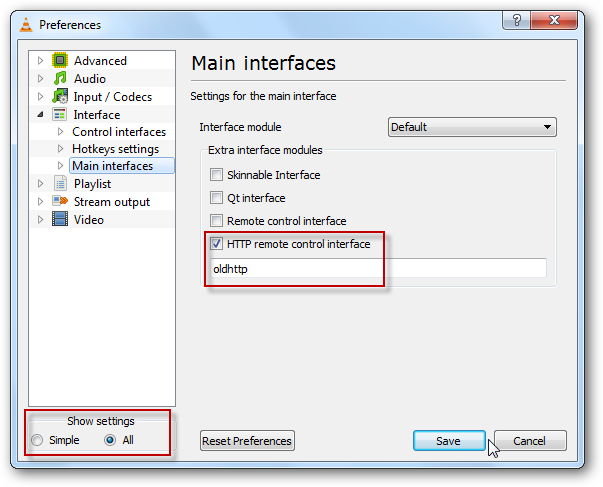 Preferences
Advanced
Audio
Input / Codecs
Interface
Control interfaces
Hotkeys settings
Main interfaces
Playlist
Stream output
Video
Show settings
Simple All
Main interfaces
Settings for the main interface
Interface module Default
Extra interface modules
Skinnable Interface
Qt interface
Remote control interface
HTTP remote control interface
oldhttp
Reset Preferences Save Cancel